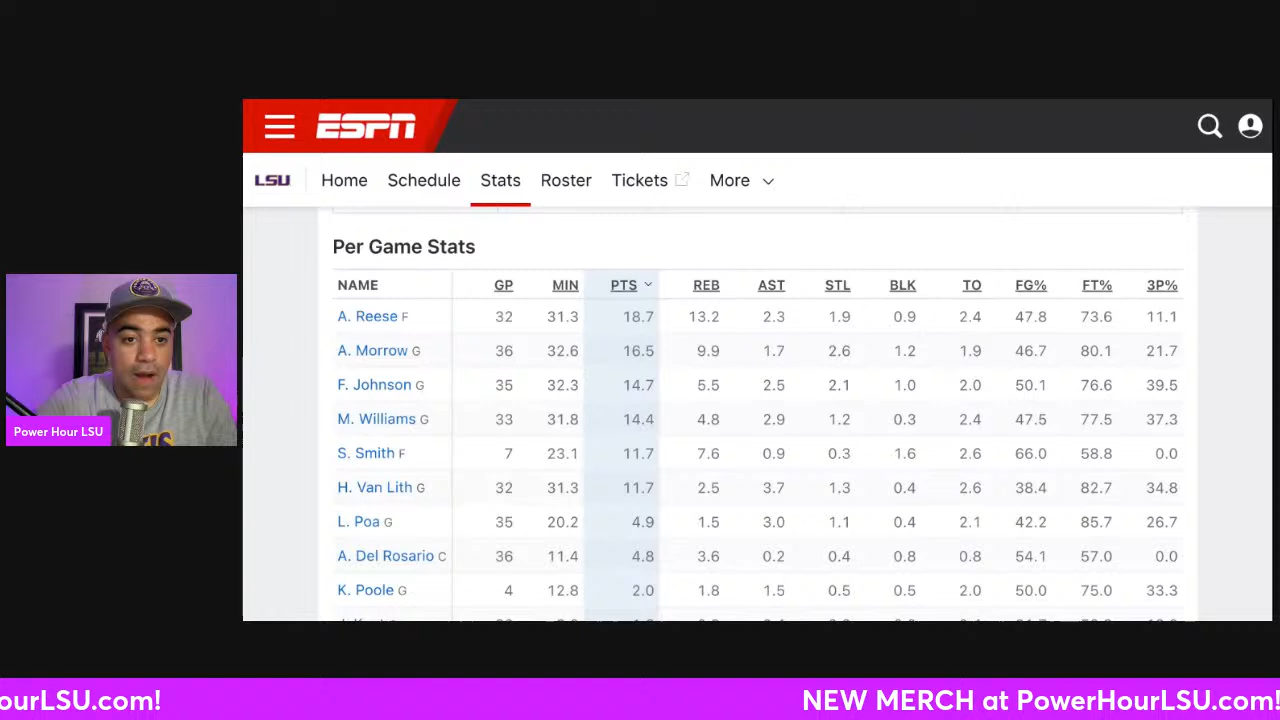 ESPN
LSU Home Schedule Stats Roster Tickets More
Per Game Stats
NAME GP MIN PTS REB AST STL BLK TO FG% FT% 3P%
A. Reese F 32 31.3 18.7 13.2 2.3 1.9 0.9 2.4 47.8 73.6 11.1
A. Morrow G 36 32.6 16.5 9.9 1.7 2.6 1.2 1.9 46.7 80.1 21.7
F. Johnson G 35 32.3 14.7 5.5 2.5 2.1 1.0 2.0 50.1 76.6 39.5
M. Williams G 33 31.8 14.4 4.8 2.9 1.2 0.3 2.4 47.5 77.5 37.3
S. Smith F 7 23.1 11.7 7.6 0.9 0.3 1.6 2.6 66.0 58.8 0.0
H. Van Lith G 32 31.3 11.7 2.5 3.7 1.3 0.4 2.6 38.4 82.7 34.8
L. Poa G 35 20.2 4.9 1.5 3.0 1.1 0.4 2.1 42.2 85.7 26.7
A. Del Rosario C 36 11.4 4.8 3.6 0.2 0.4 0.8 0.8 54.1 57.0 0.0
K. Poole G 4 12.8 2.0 1.8 1.5 0.5 0.5 2.0 50.0 75.0 33.3
Power Hour LSU
ourLSU.com! NEW MERCH at PowerHourLSU.com!